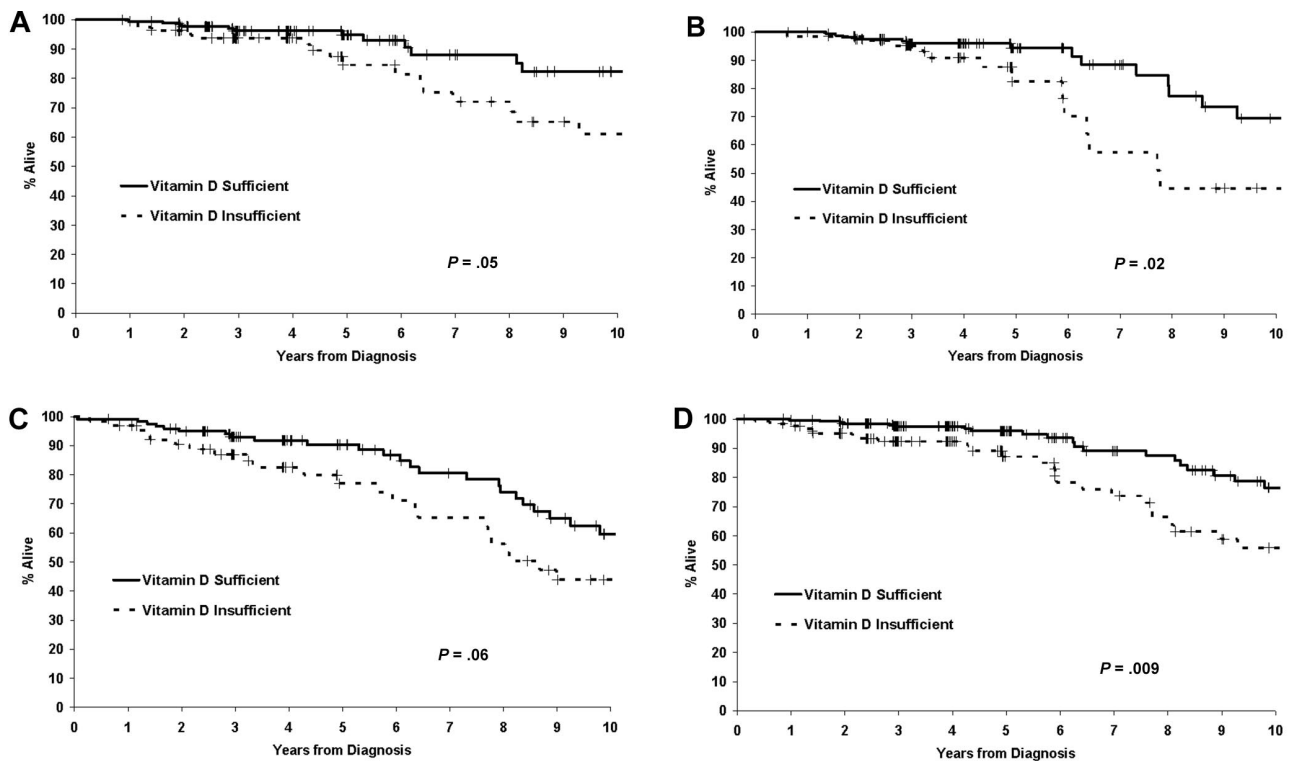 A
100
90
80
70
60
50
40
30
20
10
0
% Alive
Vitamin D Sufficient
Vitamin D Insufficient
P = .05
0 1 2 3 4 5 6 7 8 9 10
Years from Diagnosis
B
100
90
80
70
60
50
40
30
20
10
0
% Alive
Vitamin D Sufficient
Vitamin D Insufficient
P = .02
0 1 2 3 4 5 6 7 8 9 10
Years from Diagnosis
C
100
90
80
70
60
50
40
30
20
10
0
% Alive
Vitamin D Sufficient
Vitamin D Insufficient
P = .06
0 1 2 3 4 5 6 7 8 9 10
Years from Diagnosis
D
100
90
80
70
60
50
40
30
20
10
0
% Alive
Vitamin D Sufficient
Vitamin D Insufficient
P = .009
0 1 2 3 4 5 6 7 8 9 10
Years from Diagnosis